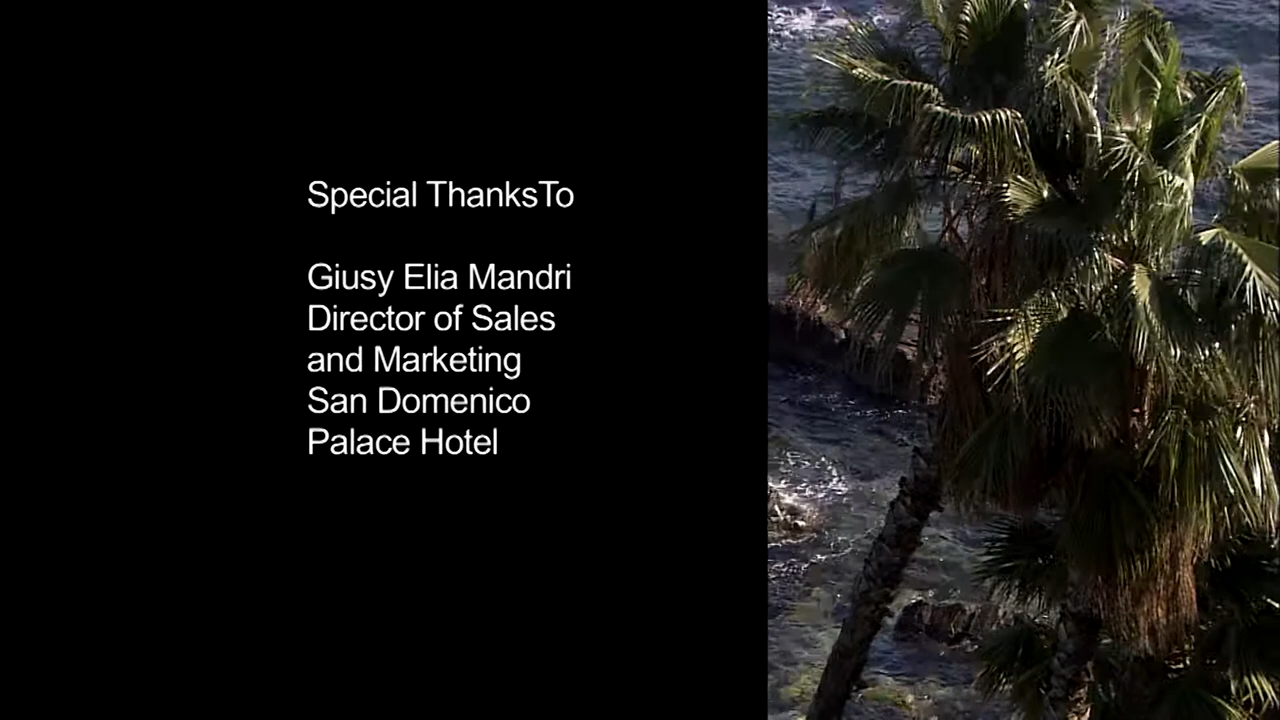 Special ThanksTo
Giusy Elia Mandri
Director of Sales
and Marketing
San Domenico
Palace Hotel